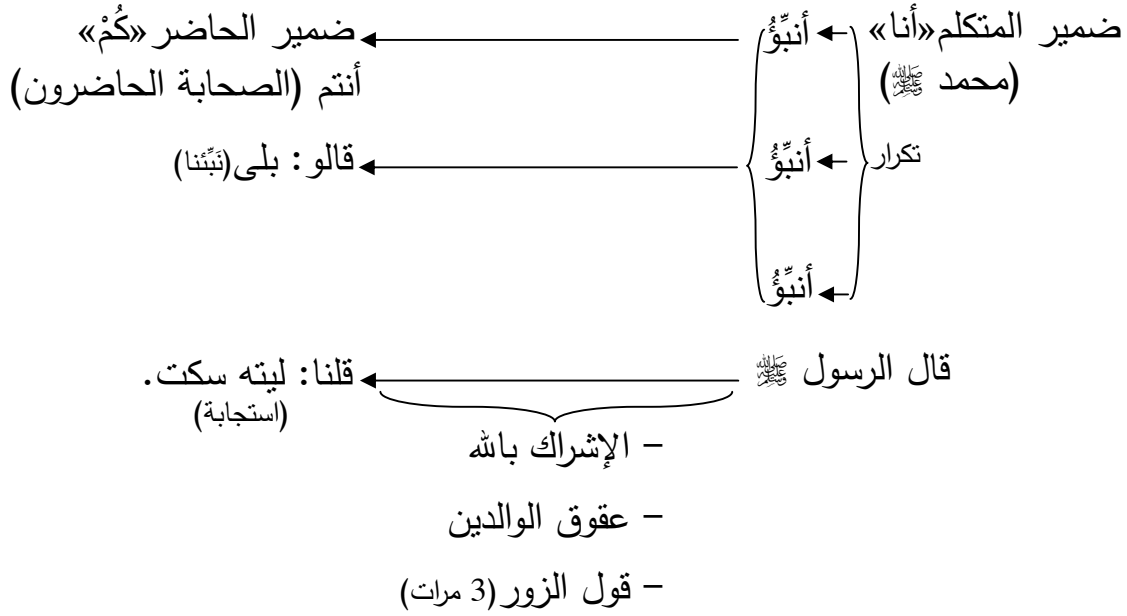 ضمير المتكلم«أنا» أنبِّؤُ ضمير الحاضر «كُمْ»
(محمد ﷺ) أنتم (الصحابة الحاضرون)
تكرار أنبِّؤُ قالو: بلى(نَبِّئنا)
أنبِّؤُ
قال الرسول ﷺ قلنا: ليته سكت.
(استجابة)
– الإشراك بالله
– عقوق الوالدين
– قول الزور (3 مرات)